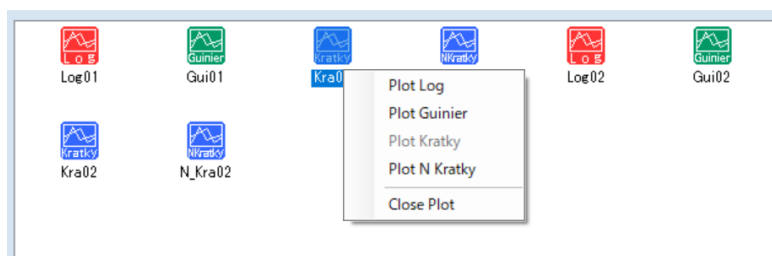 Log Guinier Kratky NKratky Log Guinier
Log01 Gui01 Kra0 Log02 Gui02
Plot Log
Plot Guinier
Plot Kratky
Kratky NKratky
Kra02 N_Kra02
Plot N Kratky
Close Plot